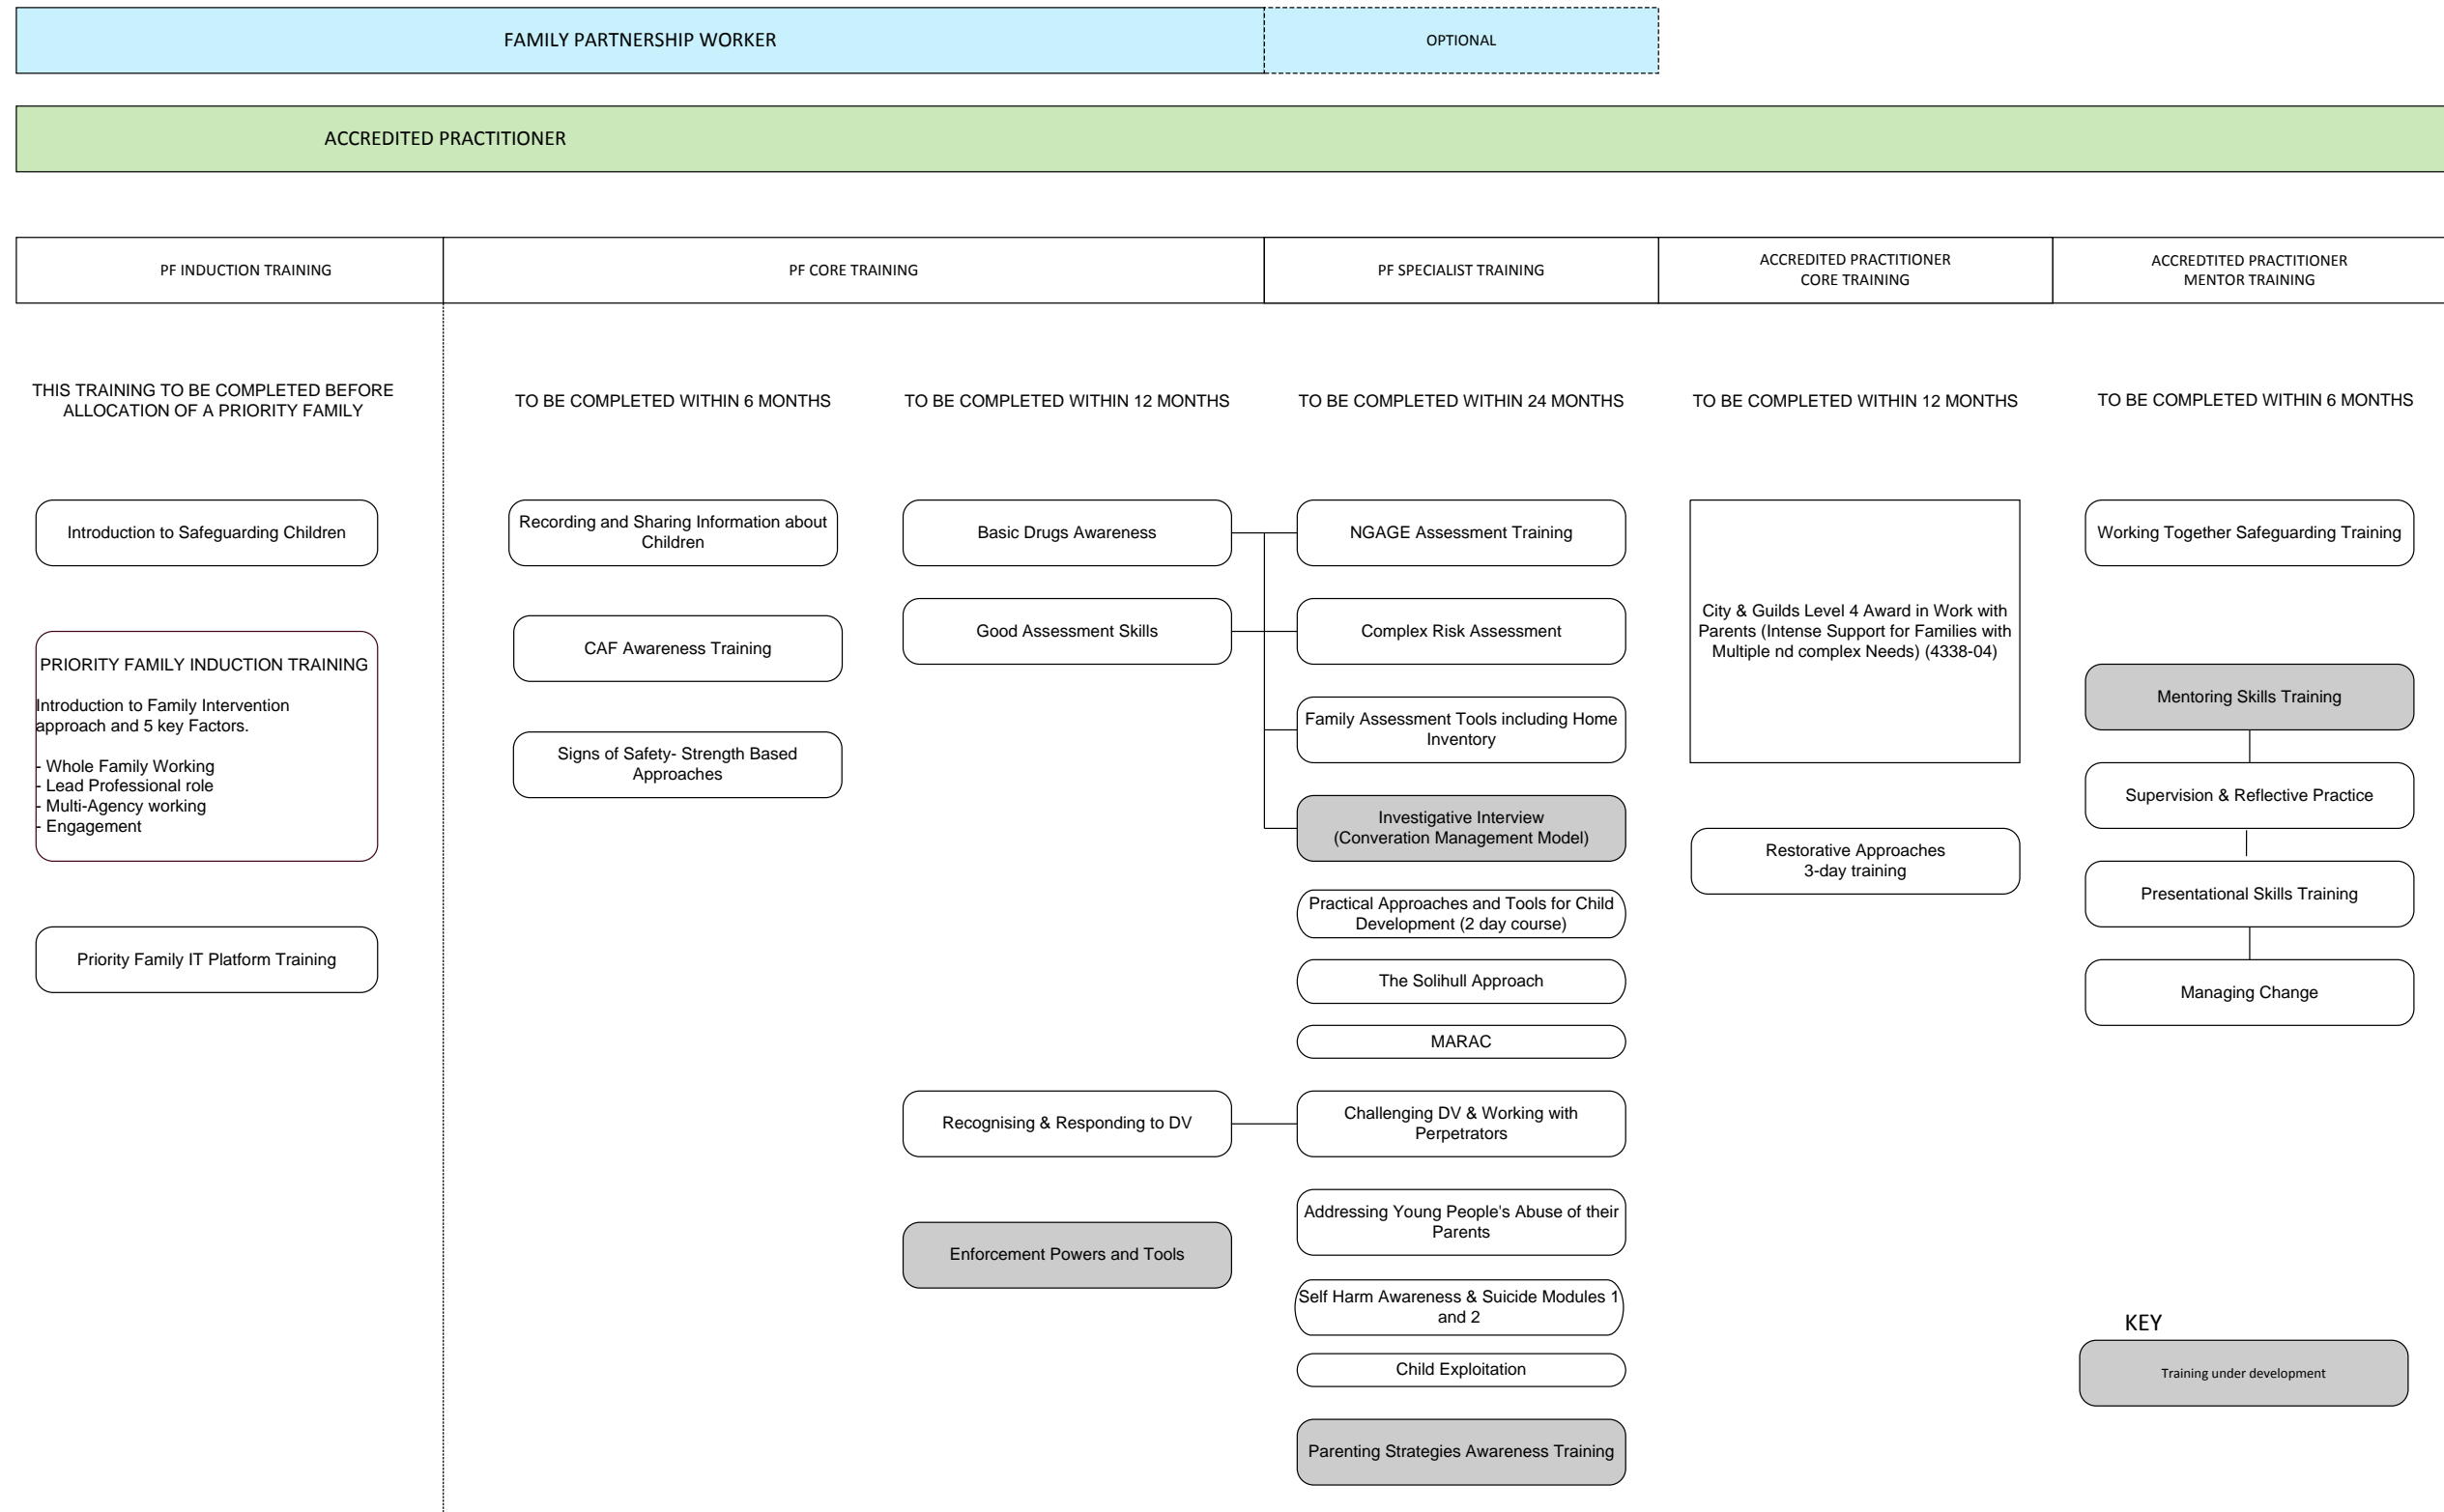 FAMILY PARTNERSHIP WORKER
OPTIONAL
ACCREDITED PRACTITIONER
PF INDUCTION TRAINING
PF CORE TRAINING
PF SPECIALIST TRAINING
ACCREDITED PRACTITIONER
CORE TRAINING
ACCREDTITED PRACTITIONER
MENTOR TRAINING
THIS TRAINING TO BE COMPLETED BEFORE
ALLOCATION OF A PRIORITY FAMILY
TO BE COMPLETED WITHIN 6 MONTHS
TO BE COMPLETED WITHIN 12 MONTHS
TO BE COMPLETED WITHIN 24 MONTHS
TO BE COMPLETED WITHIN 12 MONTHS
TO BE COMPLETED WITHIN 6 MONTHS
Introduction to Safeguarding Children
PRIORITY FAMILY INDUCTION TRAINING
Introduction to Family Intervention
approach and 5 key Factors.
- Whole Family Working
- Lead Professional role
- Multi-Agency working
- Engagement
Priority Family IT Platform Training
Recording and Sharing Information about
Children
CAF Awareness Training
Signs of Safety- Strength Based
Approaches
Basic Drugs Awareness
Good Assessment Skills
Recognising & Responding to DV
Enforcement Powers and Tools
NGAGE Assessment Training
Complex Risk Assessment
Family Assessment Tools including Home
Inventory
Investigative Interview
(Converation Management Model)
Practical Approaches and Tools for Child
Development (2 day course)
The Solihull Approach
MARAC
Challenging DV & Working with
Perpetrators
Addressing Young People's Abuse of their
Parents
Self Harm Awareness & Suicide Modules 1
and 2
Child Exploitation
Parenting Strategies Awareness Training
City & Guilds Level 4 Award in Work with
Parents (Intense Support for Families with
Multiple nd complex Needs) (4338-04)
Restorative Approaches
3-day training
Working Together Safeguarding Training
Mentoring Skills Training
Supervision & Reflective Practice
Presentational Skills Training
Managing Change
KEY
Training under development